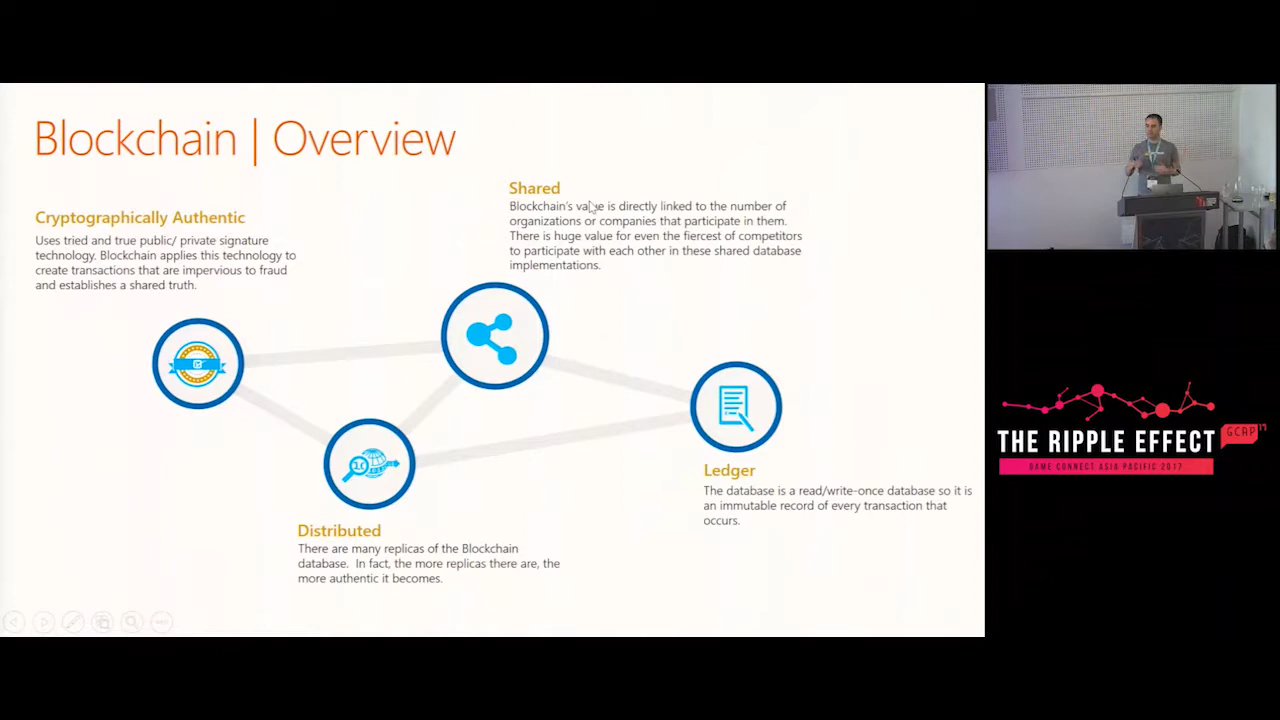 Blockchain | Overview
Cryptographically Authentic
Uses tried and true public/ private signature
technology. Blockchain applies this technology to
create transactions that are impervious to fraud
and establishes a shared truth.
Shared
Blockchain's value is directly linked to the number of
organizations or companies that participate in them.
There is huge value for even the fiercest of competitors
to participate with each other in these shared database
implementations.
Distributed
There are many replicas of the Blockchain
database. In fact, the more replicas there are, the
more authentic it becomes.
Ledger
The database is a read/write-once database so it is
an immutable record of every transaction that
occurs.
THE RIPPLE EFFECT
GCAP 17
GAME CONNECT ASIA PACIFIC 2017